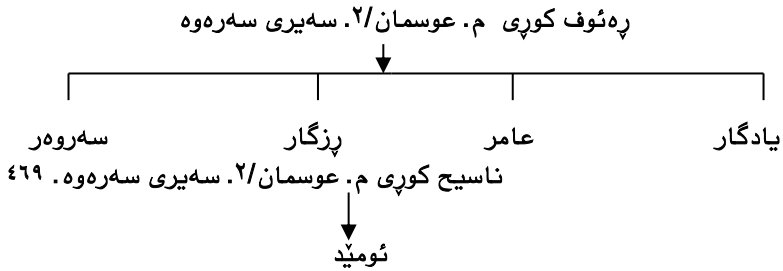 ڕەئوف کوڕی م. عوسمان/٢. سەیری سەرەوە
یادگار عامر ڕزگار سەروەر
ناسیح کوڕی م. عوسمان/٢. سەیری سەرەوە. ٤٦٩
ئومێد